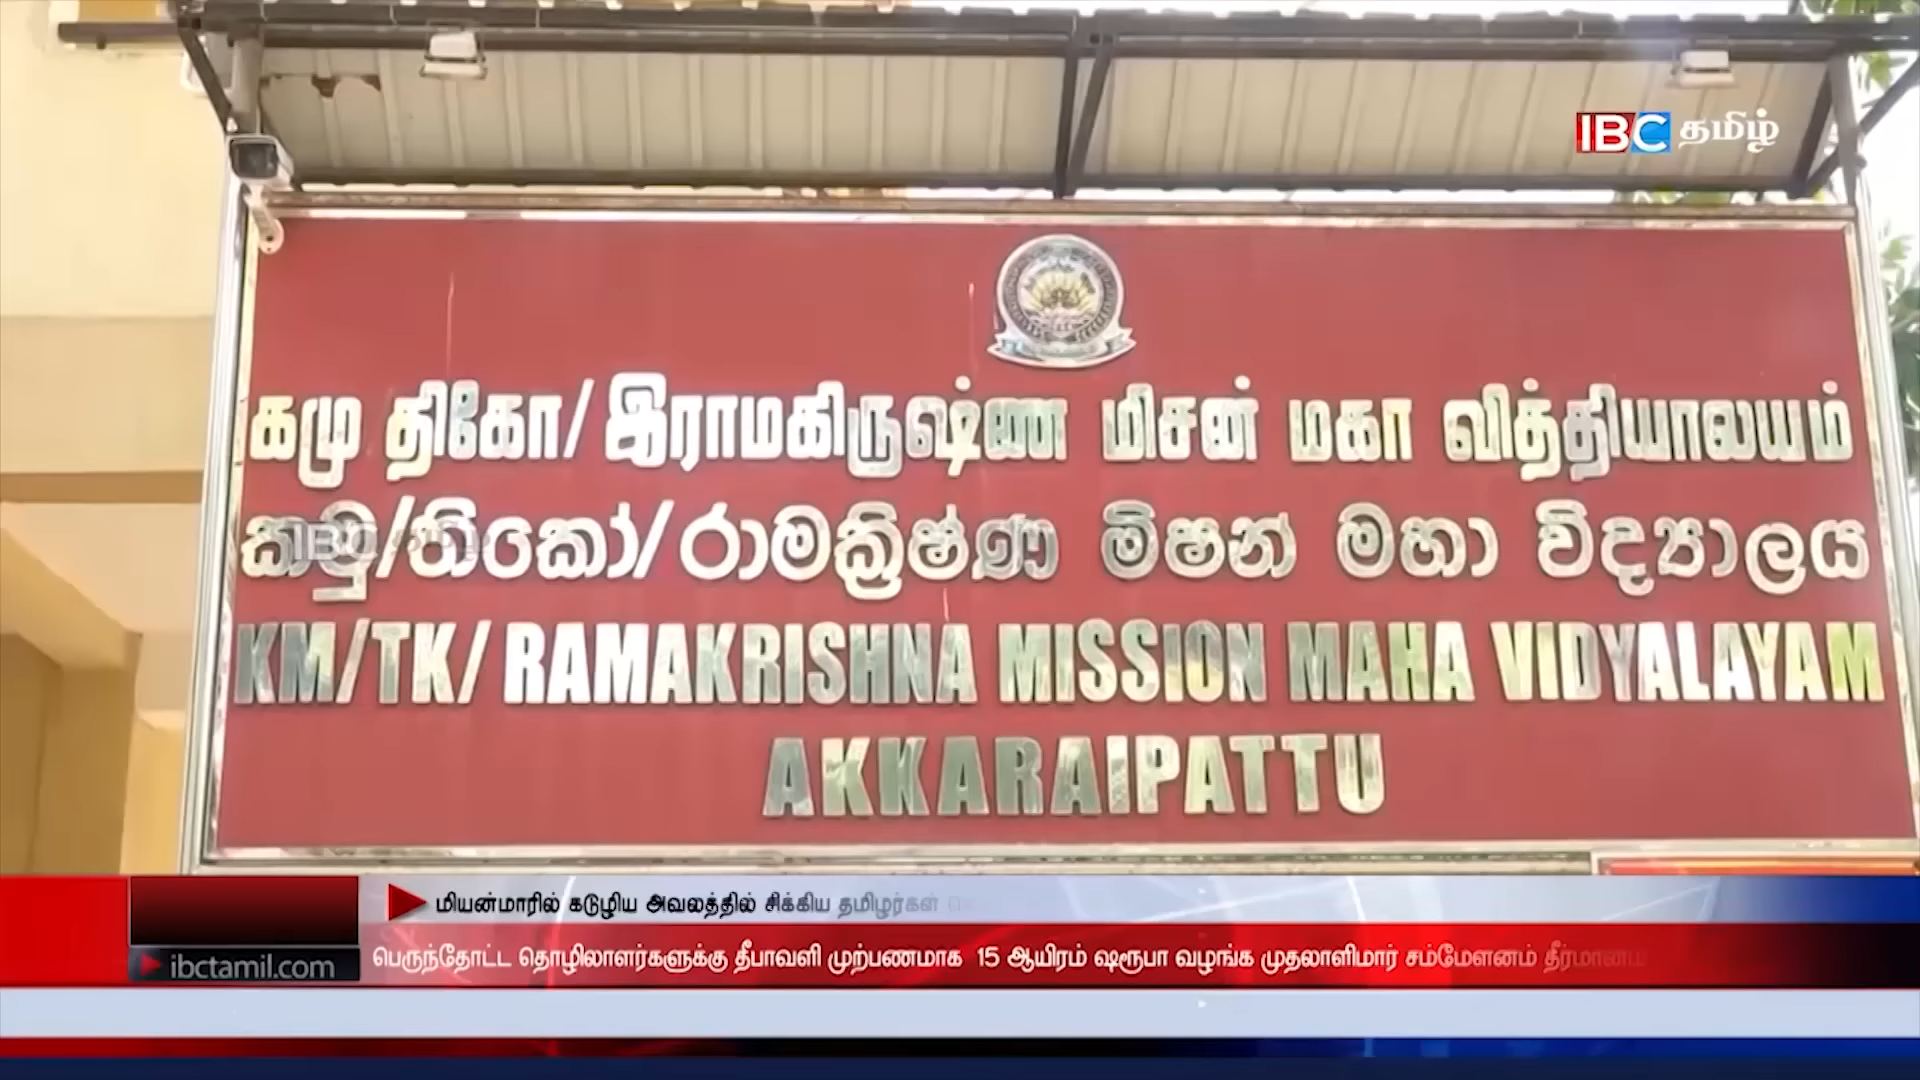 IBC தமிழ்
கமு திகோ/இராமகிருஷ்ண மிசன் மகா வித்தியாலயம்
කමු/තිකෝ/රාමක්‍රිෂ්ණ මිෂන් මහා විද්‍යාලය
KM/TK/ RAMAKRISHNA MISSION MAHA VIDYALAYAM
AKKARAIPATTU
மியன்மாரில் கடுழிய அவலத்தில் சிக்கிய தமிழர்கள்
பெருந்தோட்ட தொழிலாளர்களுக்கு தீபாவளி முற்பணமாக 15 ஆயிரம் ஷரூபா வழங்க முதலாளிமார் சம்மேளனம் தீர்மானம்
ibctamil.com